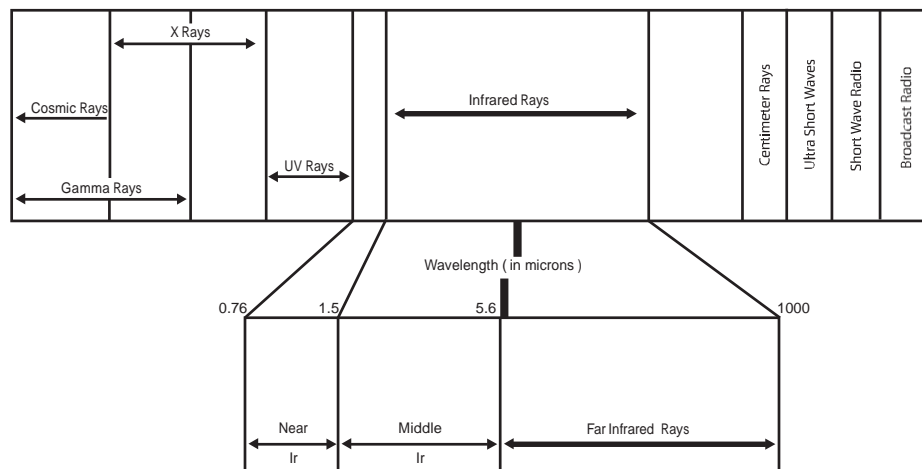 X Rays
Cosmic Rays
Infrared Rays
UV Rays
Gamma Rays
Centimeter Rays
Ultra Short Waves
Short Wave Radio
Broadcast Radio
Wavelength ( in microns )
0.76
1.5
5.6
1000
Near
Ir
Middle
Ir
Far Infrared Rays